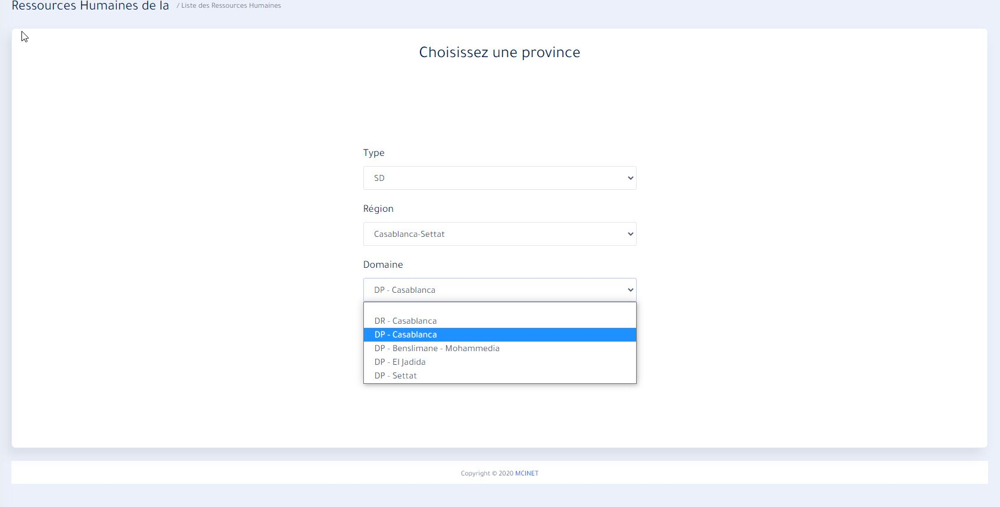 Ressources Humaines de la / Liste des Ressources Humaines
Choisissez une province
Type
SD
Région
Casablanca-Settat
Domaine
DP - Casablanca
DR - Casablanca
DP - Casablanca
DP - Benslimane - Mohammedia
DP - El Jadida
DP - Settat
Copyright © 2020 MCINET